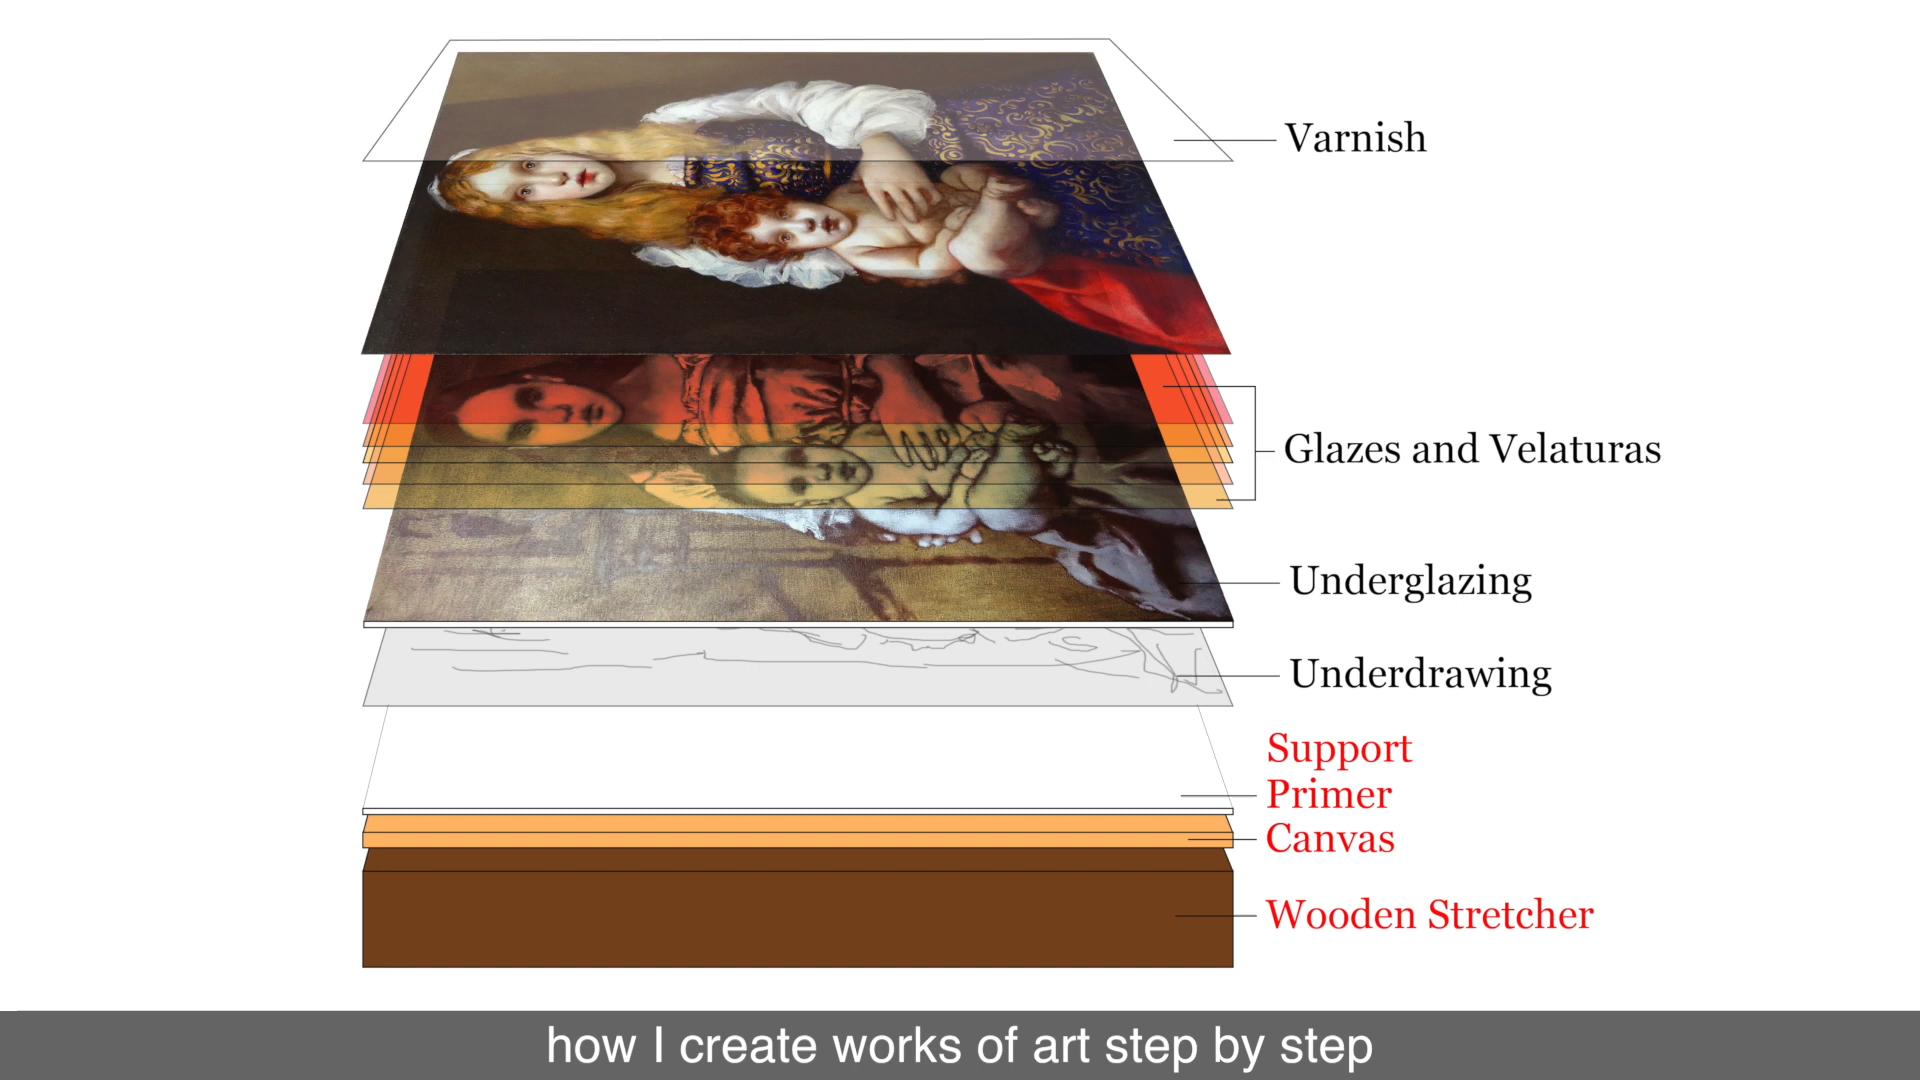 Varnish
Glazes and Velaturas
Underglazing
Underdrawing
Support
Primer
Canvas
Wooden Stretcher
how I create works of art step by step